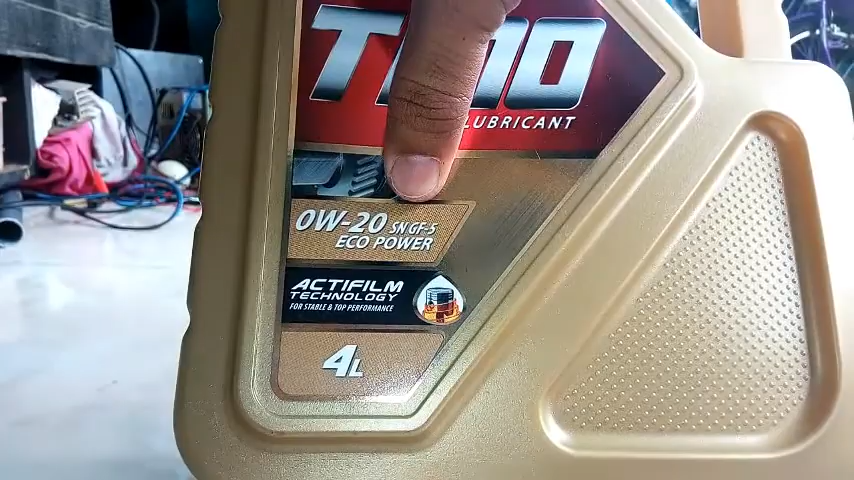 LUBRICANT
0W-20 SN GF-5
ECO POWER
ACTIFILM
TECHNOLOGY
FOR STABLE & TOP PERFORMANCE
4L